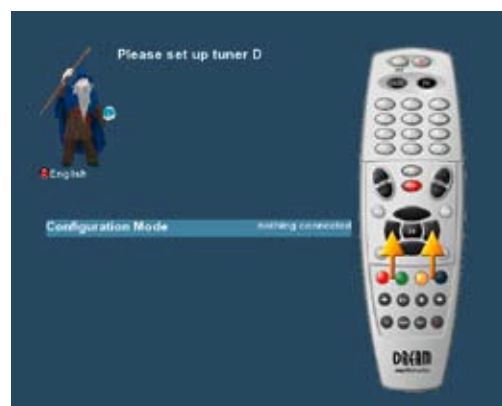 Please set up tuner D
English
Configuration Mode nothing connected
DREAM